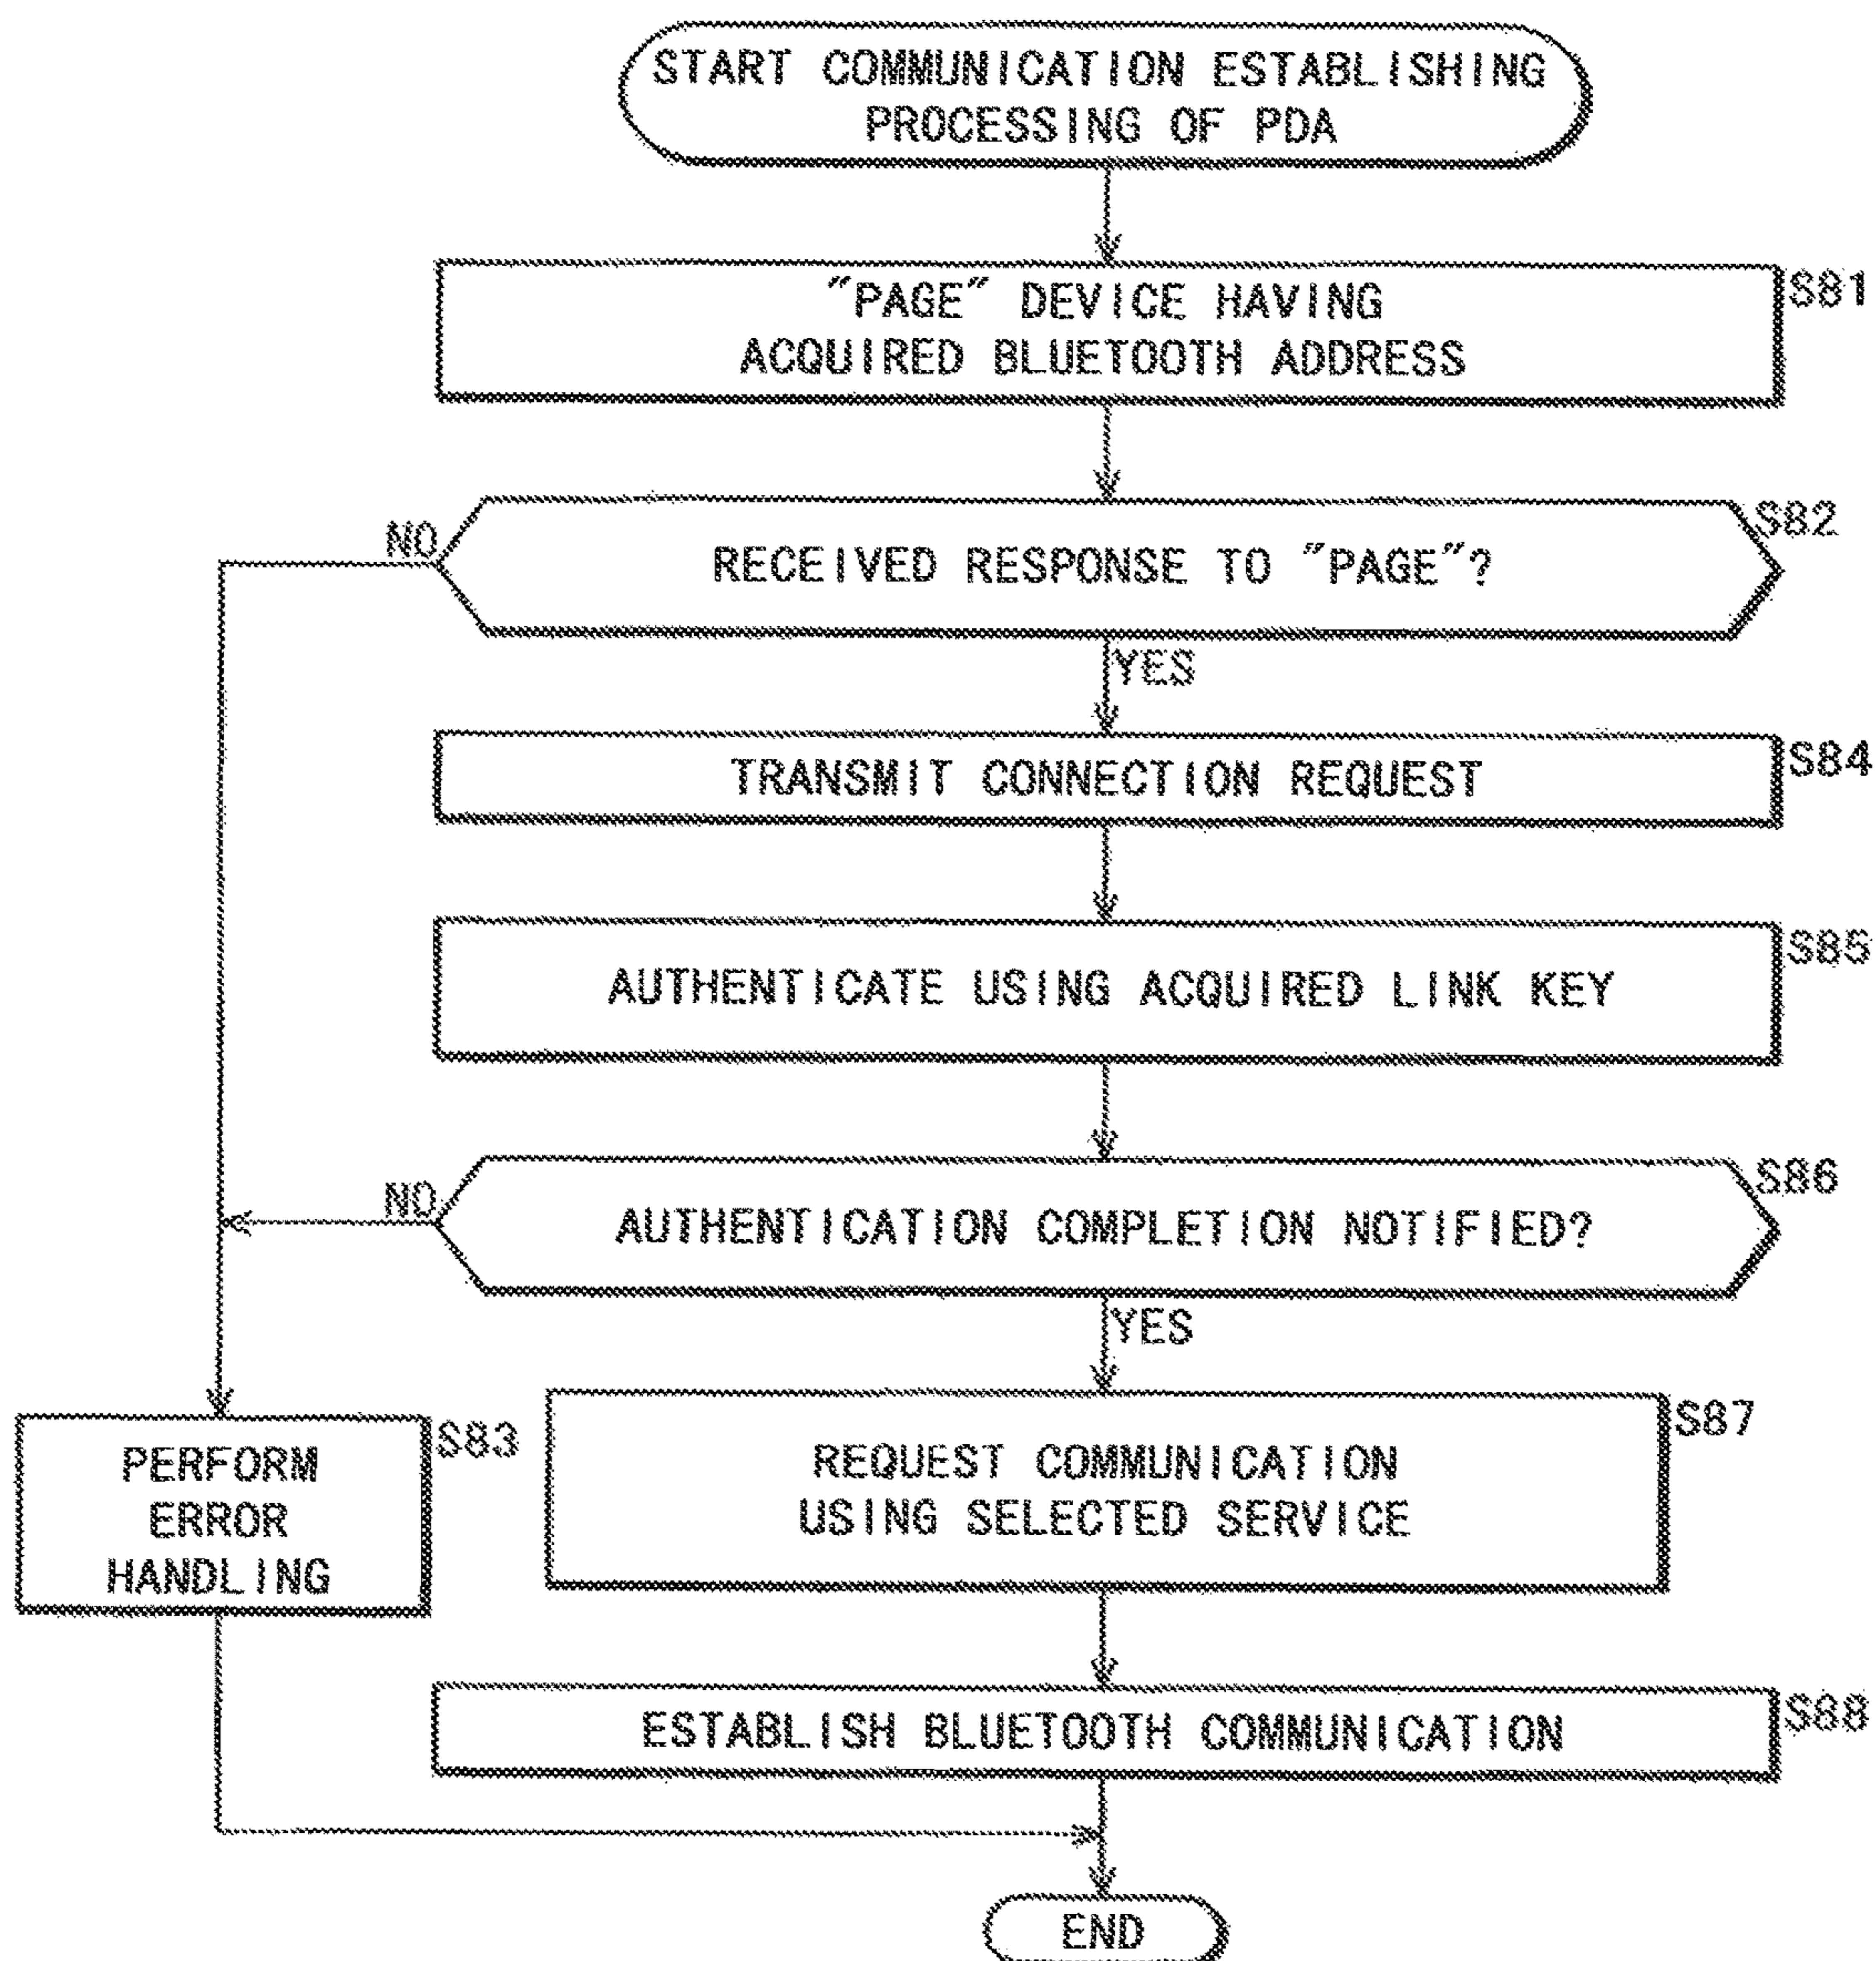 START COMMUNICATION ESTABLISHING
PROCESSING OF PDA
"PAGE" DEVICE HAVING
ACQUIRED BLUETOOTH ADDRESS
S81
RECEIVED RESPONSE TO "PAGE"?
S82
NO
YES
TRANSMIT CONNECTION REQUEST
S84
AUTHENTICATE USING ACQUIRED LINK KEY
S85
AUTHENTICATION COMPLETION NOTIFIED?
S86
NO
YES
PERFORM
ERROR
HANDLING
S83
REQUEST COMMUNICATION
USING SELECTED SERVICE
S87
ESTABLISH BLUETOOTH COMMUNICATION
S88
END